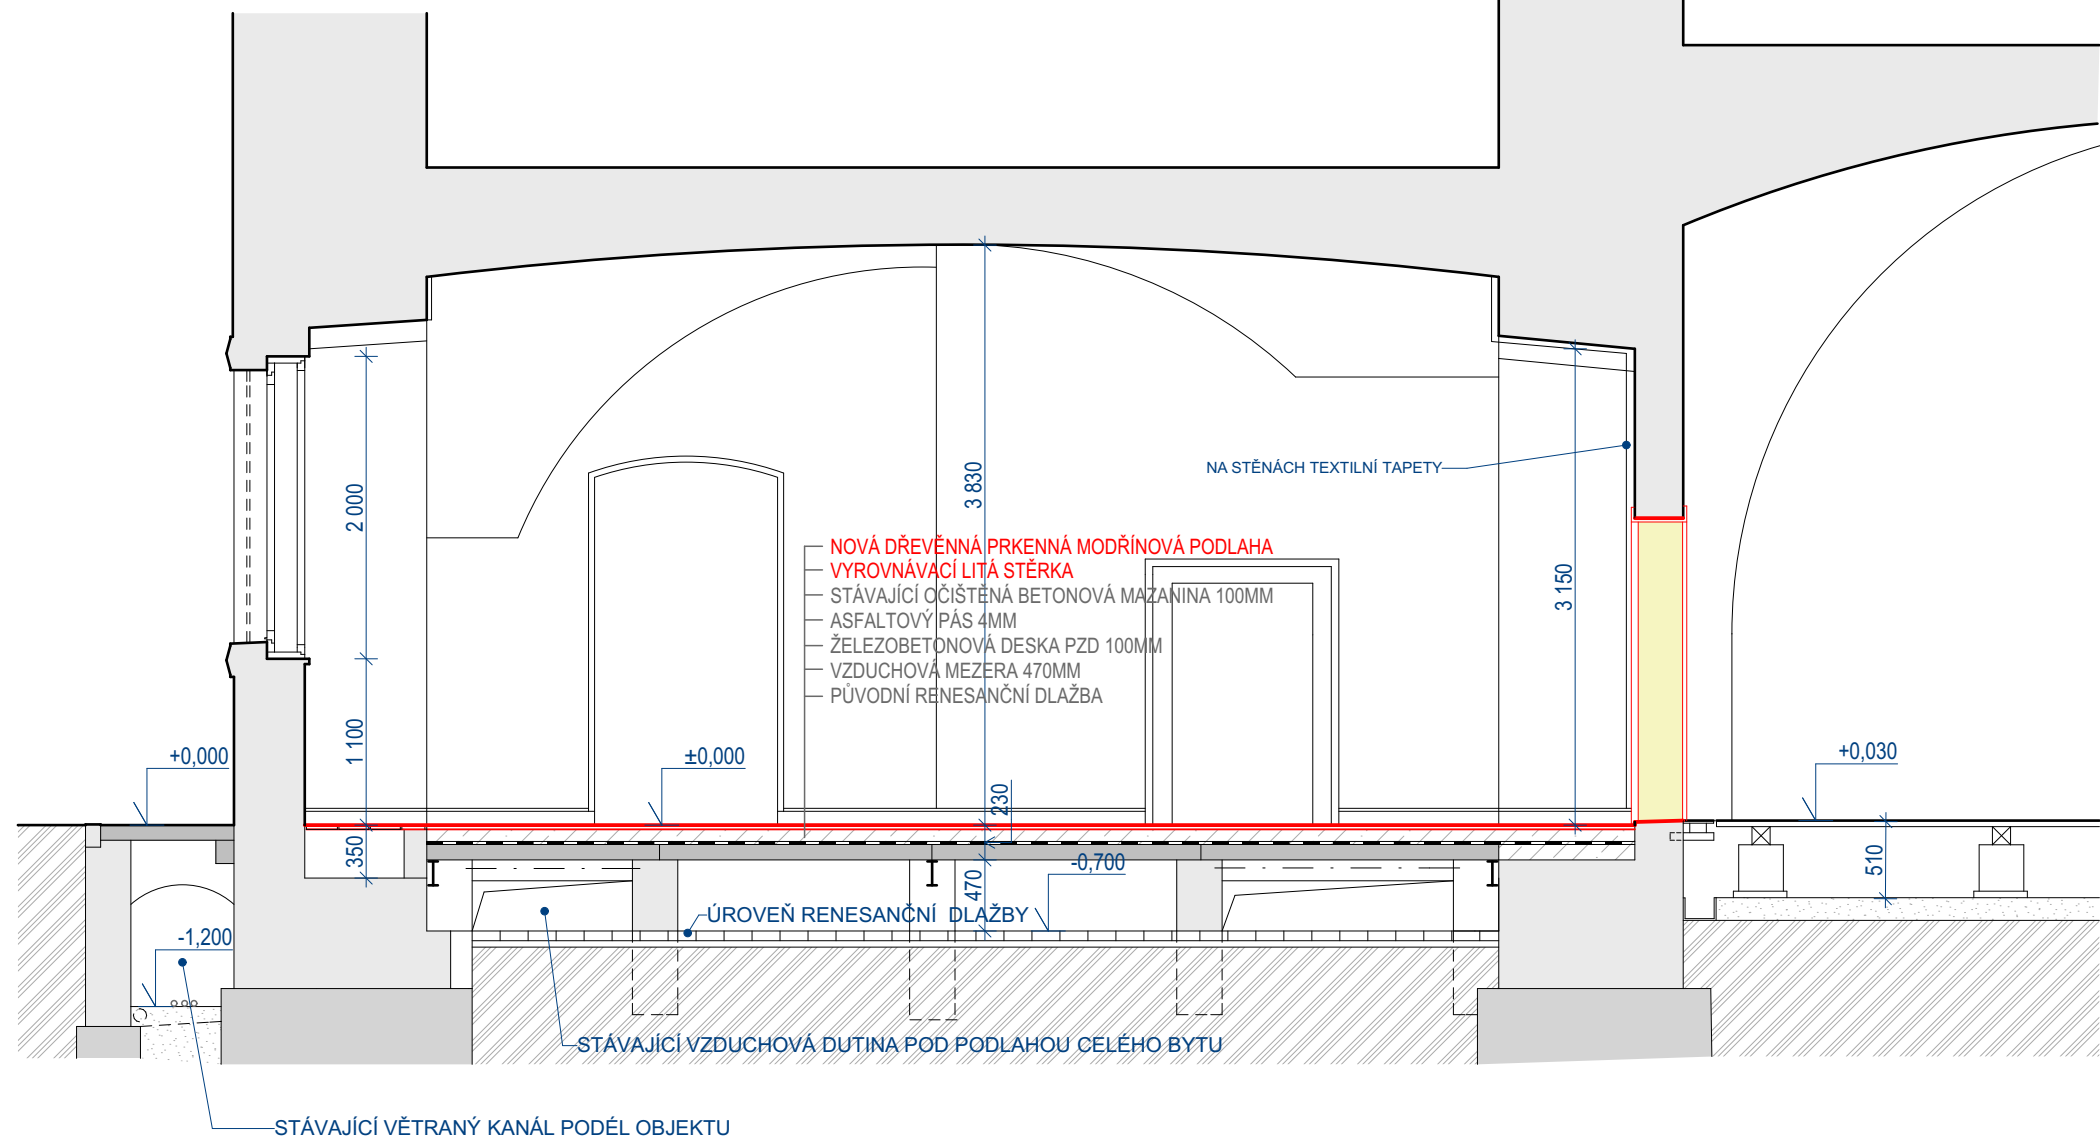 2 000
3 830
NA STĚNÁCH TEXTILNÍ TAPETY
NOVÁ DŘEVĚNNÁ PRKENNÁ MODŘÍNOVÁ PODLAHA
VYROVNÁVACÍ LITÁ STĚRKA
STÁVAJÍCÍ OČIŠTĚNÁ BETONOVÁ MAZANINA 100MM
ASFALTOVÝ PÁS 4MM
ŽELEZOBETONOVÁ DESKA PZD 100MM
VZDUCHOVÁ MEZERA 470MM
PŮVODNÍ RENESANČNÍ DLAŽBA
3 150
1 100
+0,000
±0,000
+0,030
230
350
-0,700
470
510
ÚROVEŇ RENESANČNÍ DLAŽBY
-1,200
STÁVAJÍCÍ VZDUCHOVÁ DUTINA POD PODLAHOU CELÉHO BYTU
STÁVAJÍCÍ VĚTRANÝ KANÁL PODÉL OBJEKTU